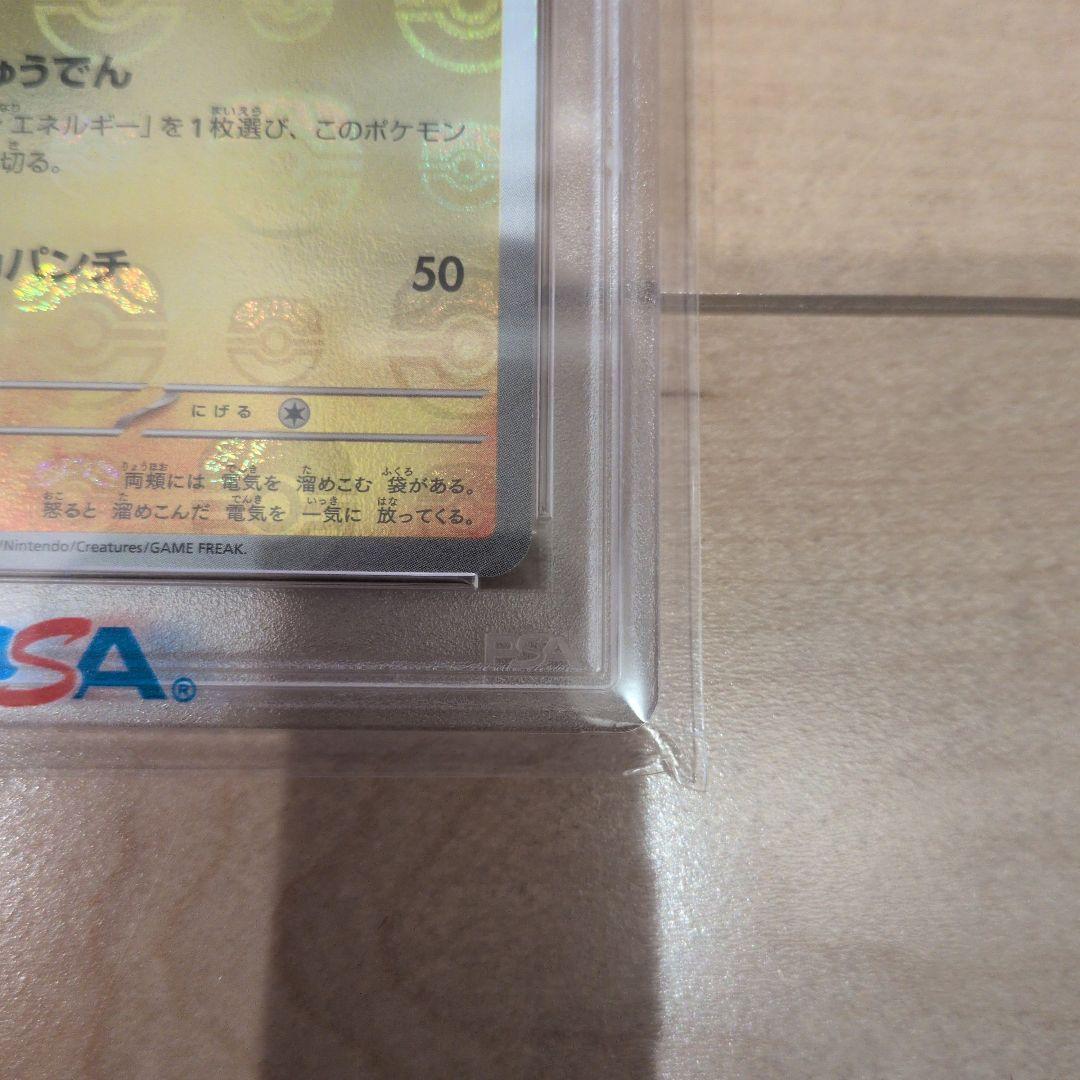 ゅうでん
エネルギー」を1枚選び、このポケモン
切る。
パンチ 50
にげる
両頬には 電気を 溜めこむ 袋がある。
怒ると 溜めこんだ 電気を 一気に 放ってくる。
/Nintendo/Creatures/GAME FREAK.
SA®
PSA